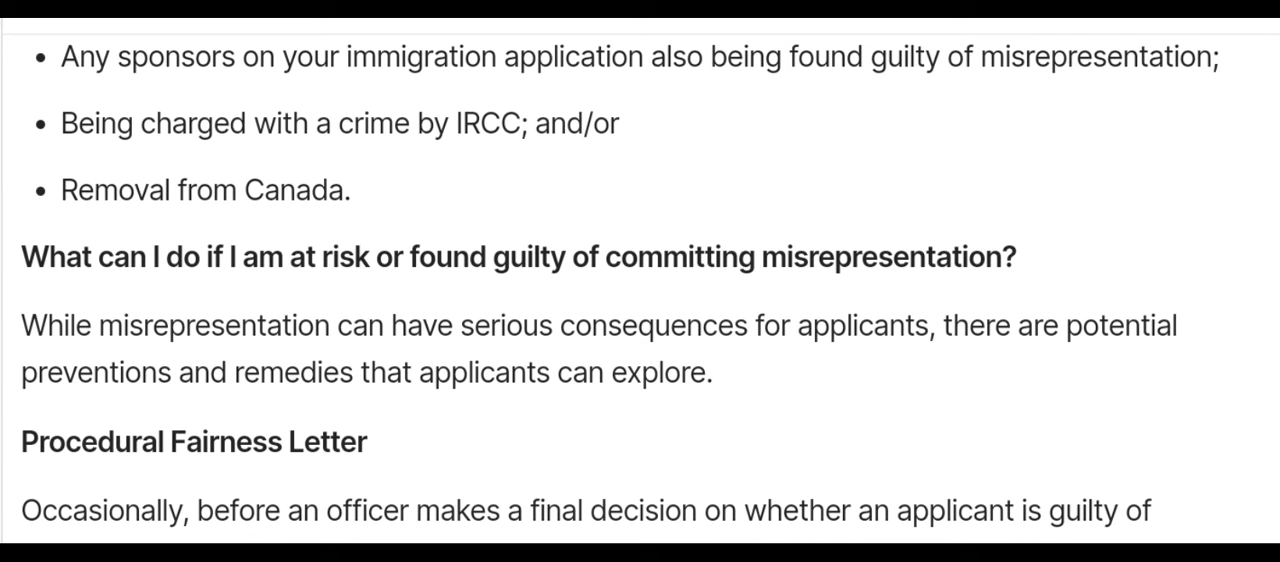 • Any sponsors on your immigration application also being found guilty of misrepresentation;
• Being charged with a crime by IRCC; and/or
• Removal from Canada.
What can I do if I am at risk or found guilty of committing misrepresentation?
While misrepresentation can have serious consequences for applicants, there are potential
preventions and remedies that applicants can explore.
Procedural Fairness Letter
Occasionally, before an officer makes a final decision on whether an applicant is guilty of